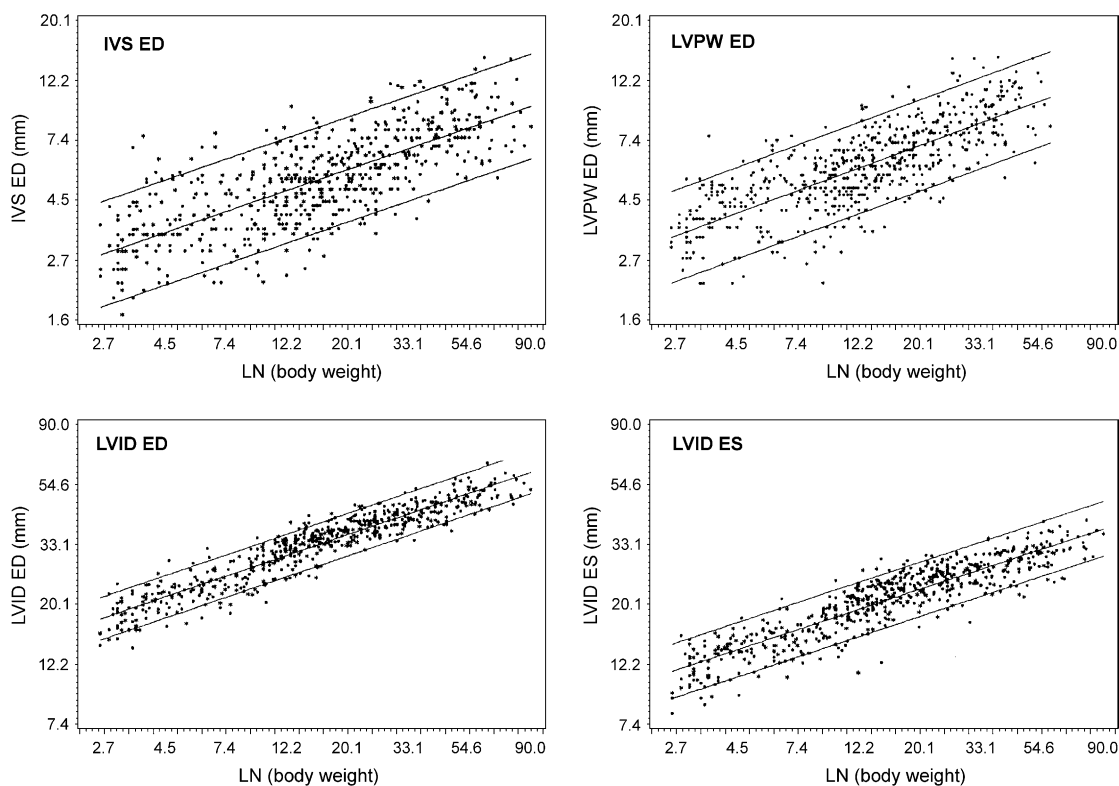 IVS ED
20.1
12.2
7.4
4.5
2.7
1.6
IVS ED (mm)
2.7 4.5 7.4 12.2 20.1 33.1 54.6 90.0
LN (body weight)
LVPW ED
20.1
12.2
7.4
4.5
2.7
1.6
LVPW ED (mm)
2.7 4.5 7.4 12.2 20.1 33.1 54.6 90.0
LN (body weight)
LVID ED
90.0
54.6
33.1
20.1
12.2
7.4
LVID ED (mm)
2.7 4.5 7.4 12.2 20.1 33.1 54.6 90.0
LN (body weight)
LVID ES
90.0
54.6
33.1
20.1
12.2
7.4
LVID ES (mm)
2.7 4.5 7.4 12.2 20.1 33.1 54.6 90.0
LN (body weight)